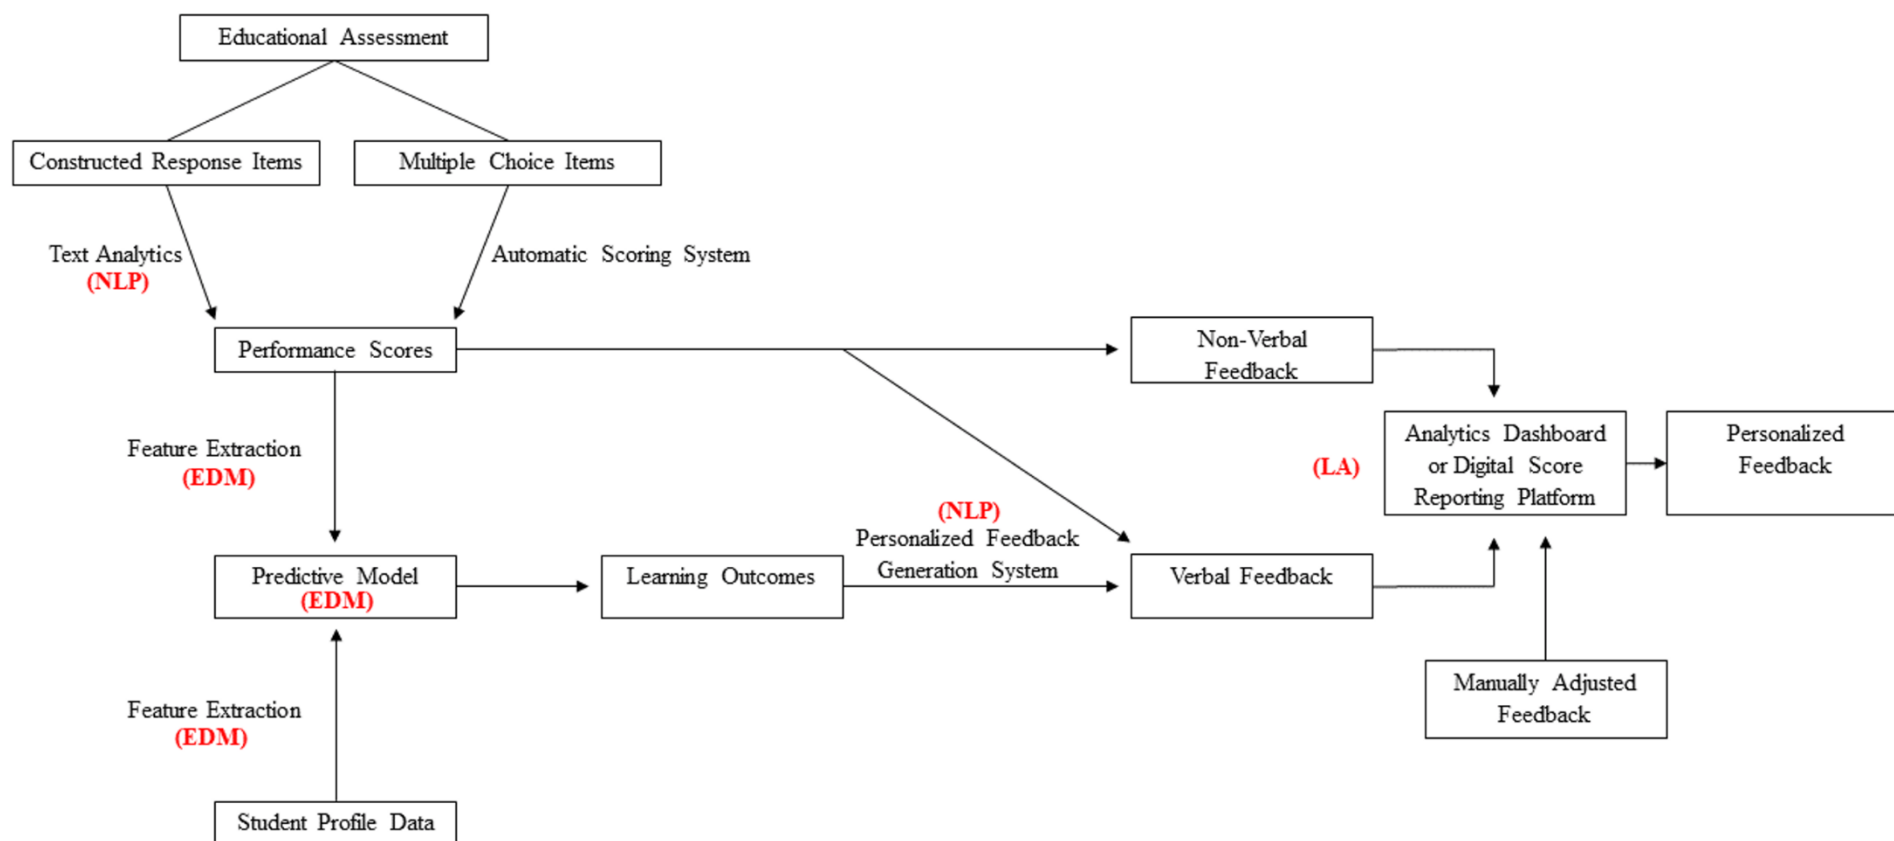 Educational Assessment
Constructed Response Items
Multiple Choice Items
Text Analytics
(NLP)
Automatic Scoring System
Performance Scores
Non-Verbal
Feedback
Feature Extraction
(EDM)
Analytics Dashboard
or Digital Score
Reporting Platform
(LA)
Personalized
Feedback
(NLP)
Personalized Feedback
Generation System
Predictive Model
(EDM)
Learning Outcomes
Verbal Feedback
Feature Extraction
(EDM)
Manually Adjusted
Feedback
Student Profile Data